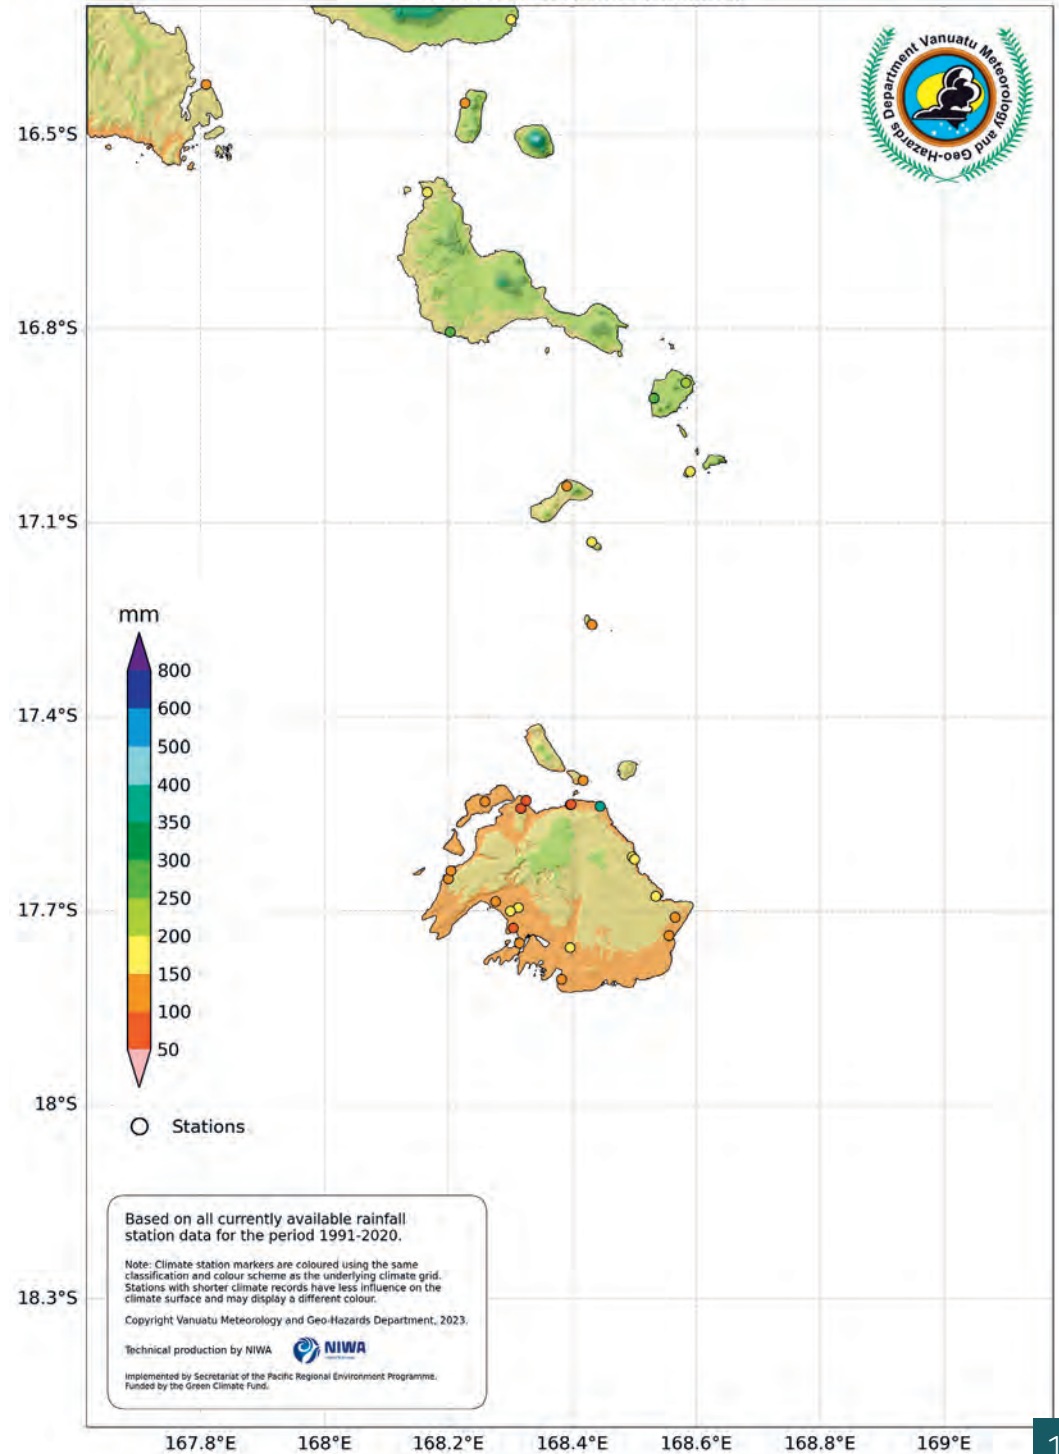 Department Vanuatu Meteorology and Geo-Hazards
16.5°S
16.8°S
17.1°S
17.4°S
17.7°S
18°S
18.3°S
mm
800
600
500
400
350
300
250
200
150
100
50
Stations
Based on all currently available rainfall
station data for the period 1991-2020.
Note: Climate station markers are coloured using the same
classification and colour scheme as the underlying climate grid.
Stations with shorter climate records have less influence on the
climate surface and may display a different colour.
Copyright Vanuatu Meteorology and Geo-Hazards Department, 2023.
Technical production by NIWA
NIWA
Implemented by Secretariat of the Pacific Regional Environment Programme.
Funded by the Green Climate Fund.
167.8°E 168°E 168.2°E 168.4°E 168.6°E 168.8°E 169°E